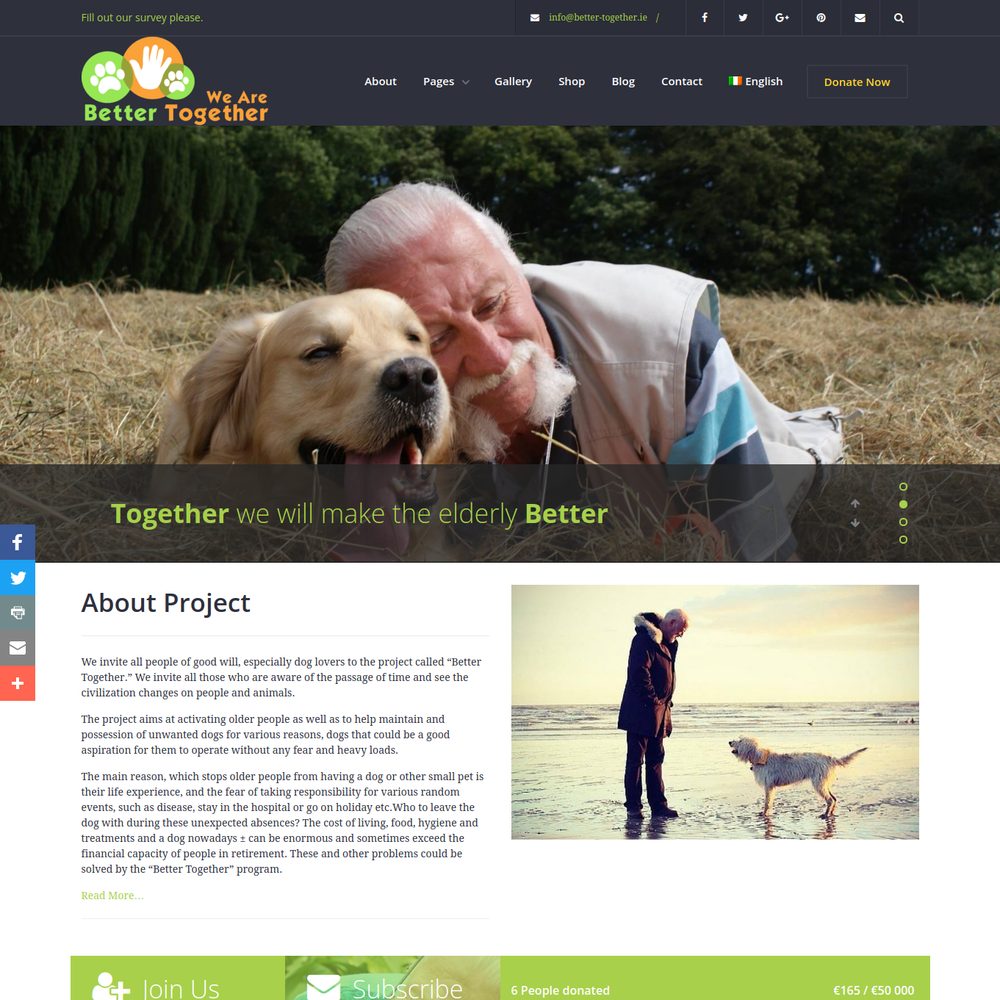 Fill out our survey please.
info@better-together.ie /
We Are
Better Together
About Pages Gallery Shop Blog Contact English Donate Now
Together we will make the elderly Better
About Project
We invite all people of good will, especially dog lovers to the project called “Better
Together.” We invite all those who are aware of the passage of time and see the
civilization changes on people and animals.
The project aims at activating older people as well as to help maintain and
possession of unwanted dogs for various reasons, dogs that could be a good
aspiration for them to operate without any fear and heavy loads.
The main reason, which stops older people from having a dog or other small pet is
their life experience, and the fear of taking responsibility for various random
events, such as disease, stay in the hospital or go on holiday etc.Who to leave the
dog with during these unexpected absences? The cost of living, food, hygiene and
treatments and a dog nowadays ± can be enormous and sometimes exceed the
financial capacity of people in retirement. These and other problems could be
solved by the “Better Together” program.
Read More...
Join Us
Subscribe
6 People donated
€165 / €50 000